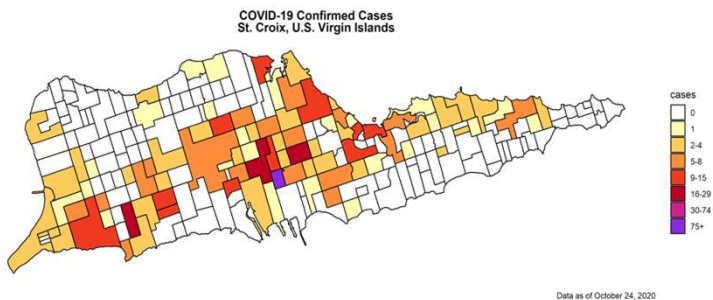 COVID-19 Confirmed Cases
St. Croix, U.S. Virgin Islands
cases
0
1
2-4
5-8
9-15
16-29
30-74
75+
Data as of October 24, 2020